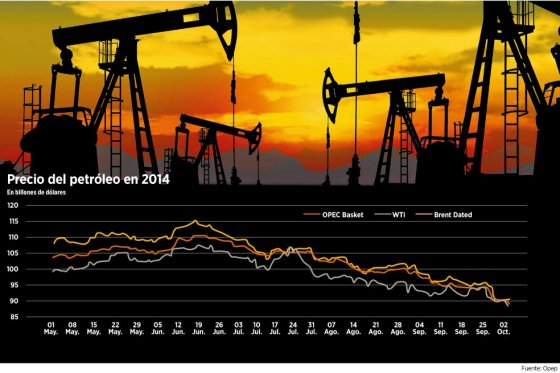 Precio del petróleo en 2014
En billones de dólares
OPEC Basket WTI Brent Dated
120
115
110
105
100
95
90
85
01 08 15 22 29 05 12 19 26 03 10 17 24 31 07 14 21 28 04 11 18 25 02
May. May. May. May. May. Jun. Jun. Jun. Jun. Jul. Jul. Jul. Jul. Jul. Ago. Ago. Ago. Ago. Sep. Sep. Sep. Sep. Oct.
Fuente: Opep